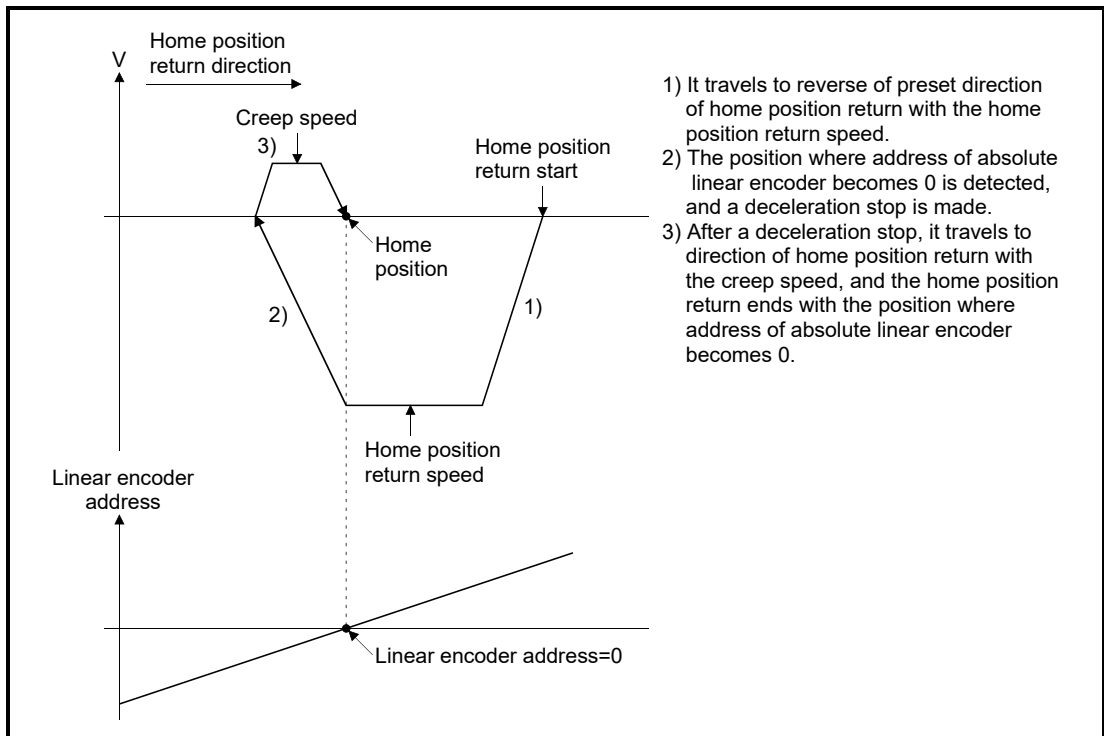 Home position
return direction
V
Creep speed
3)
Home position
return start
Home
position
2)
1)
Home position
return speed
Linear encoder
address
Linear encoder address=0
1) It travels to reverse of preset direction
of home position return with the home
position return speed.
2) The position where address of absolute
linear encoder becomes 0 is detected,
and a deceleration stop is made.
3) After a deceleration stop, it travels to
direction of home position return with
the creep speed, and the home position
return ends with the position where
address of absolute linear encoder
becomes 0.